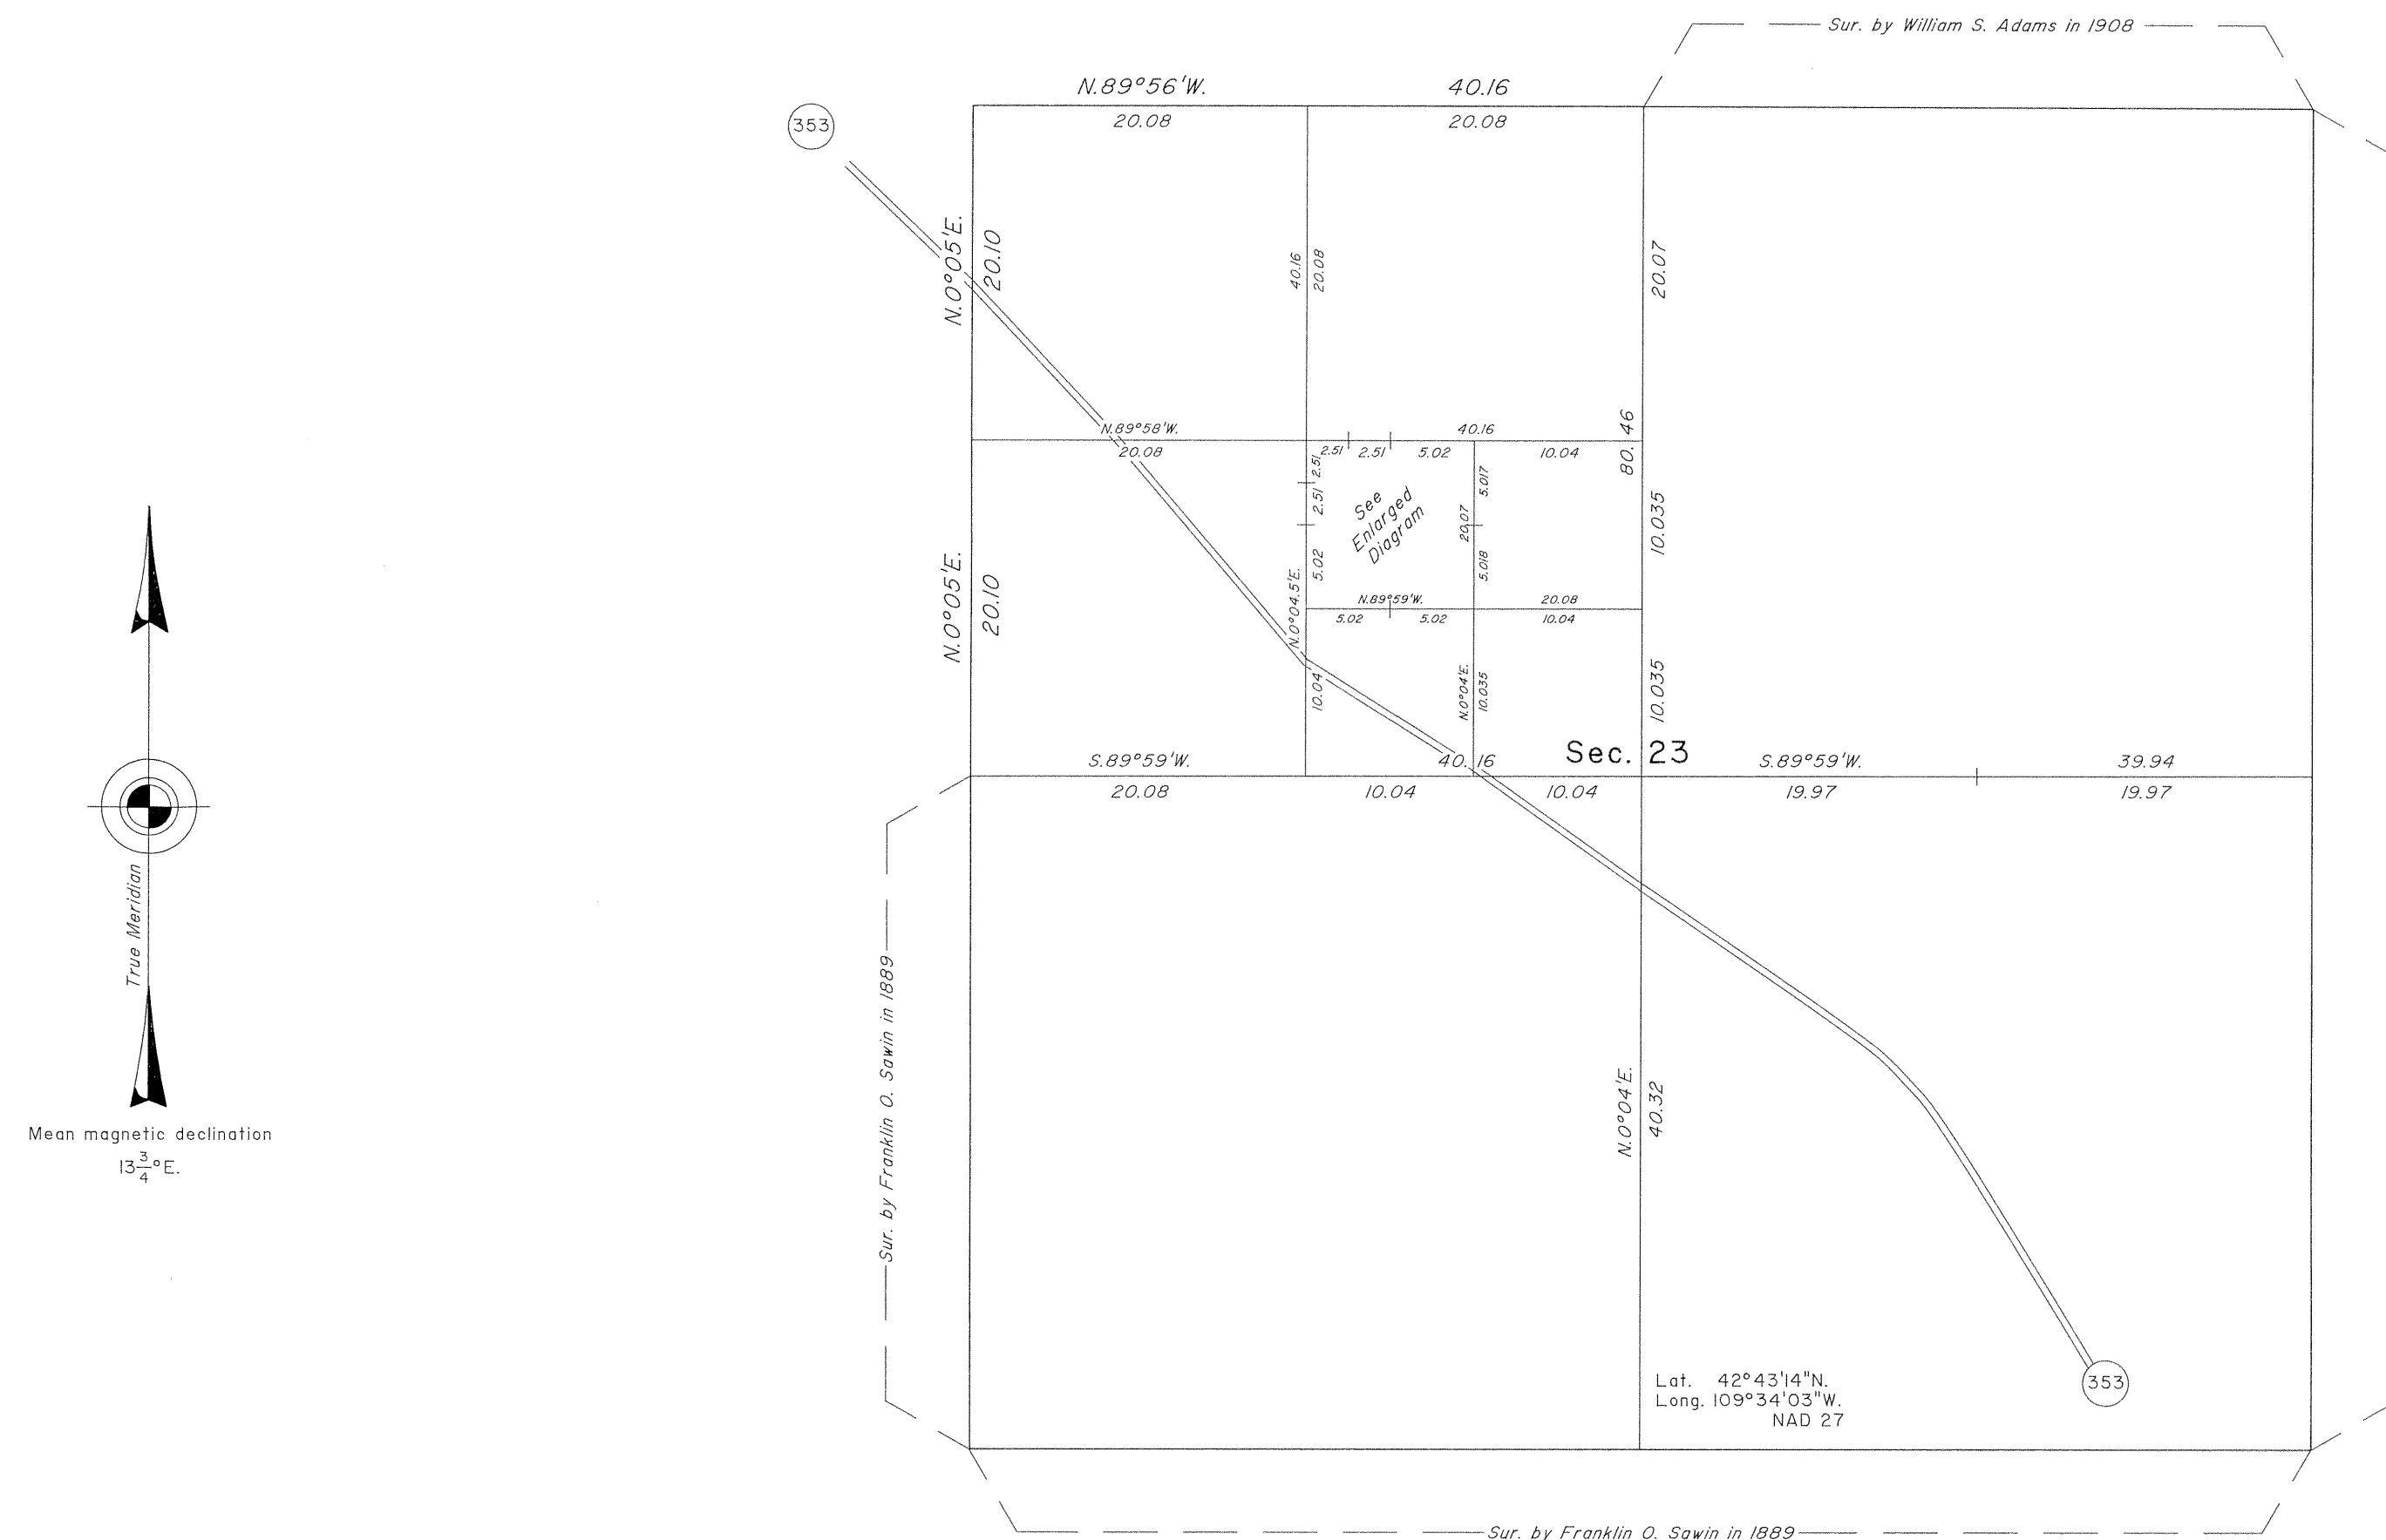 Sur. by William S. Adams in 1908
N.89°56'W. 40.16
353
20.08 20.08
N.0°05'E.
20.10
40.16
20.08
20.07
N.89°58'W. 40.16
20.08 2.51 2.51 5.02 10.04
80.46
2.51
2.51
5.02
See
Enlarged
Diagram
5.017
20.07
5.018
10.035
N.0°05'E.
20.10
N.0°04.5'E.
N.89°59'W. 20.08
5.02 5.02 10.04
10.04
N.0°04'E.
10.035
10.035
Sec. 23
S.89°59'W. 40.16 S.89°59'W. 39.94
20.08 10.04 10.04 19.97 19.97
True Meridian
Mean magnetic declination
13 3/4° E.
Sur. by Franklin O. Sawin in 1889
N.0°04'E.
40.32
Lat. 42°43'14"N.
Long. 109°34'03"W.
NAD 27
353
Sur. by Franklin O. Sawin in 1889